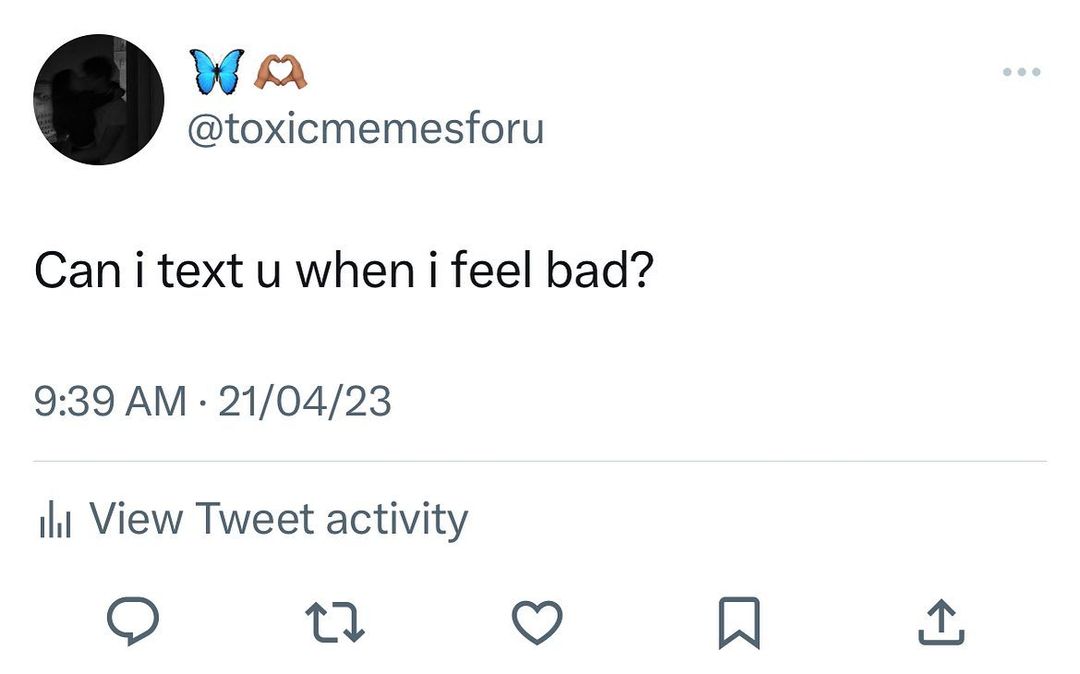 🦋🫶🏽
@toxicmemesforu
Can i text u when i feel bad?
9:39 AM · 21/04/23
View Tweet activity